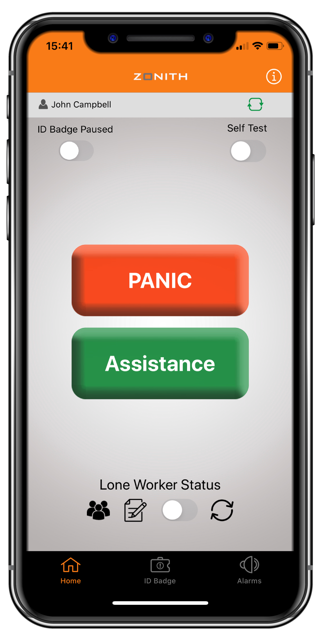 15:41
ZONITH
John Campbell
ID Badge Paused
Self Test
PANIC
Assistance
Lone Worker Status
Home
ID Badge
Alarms